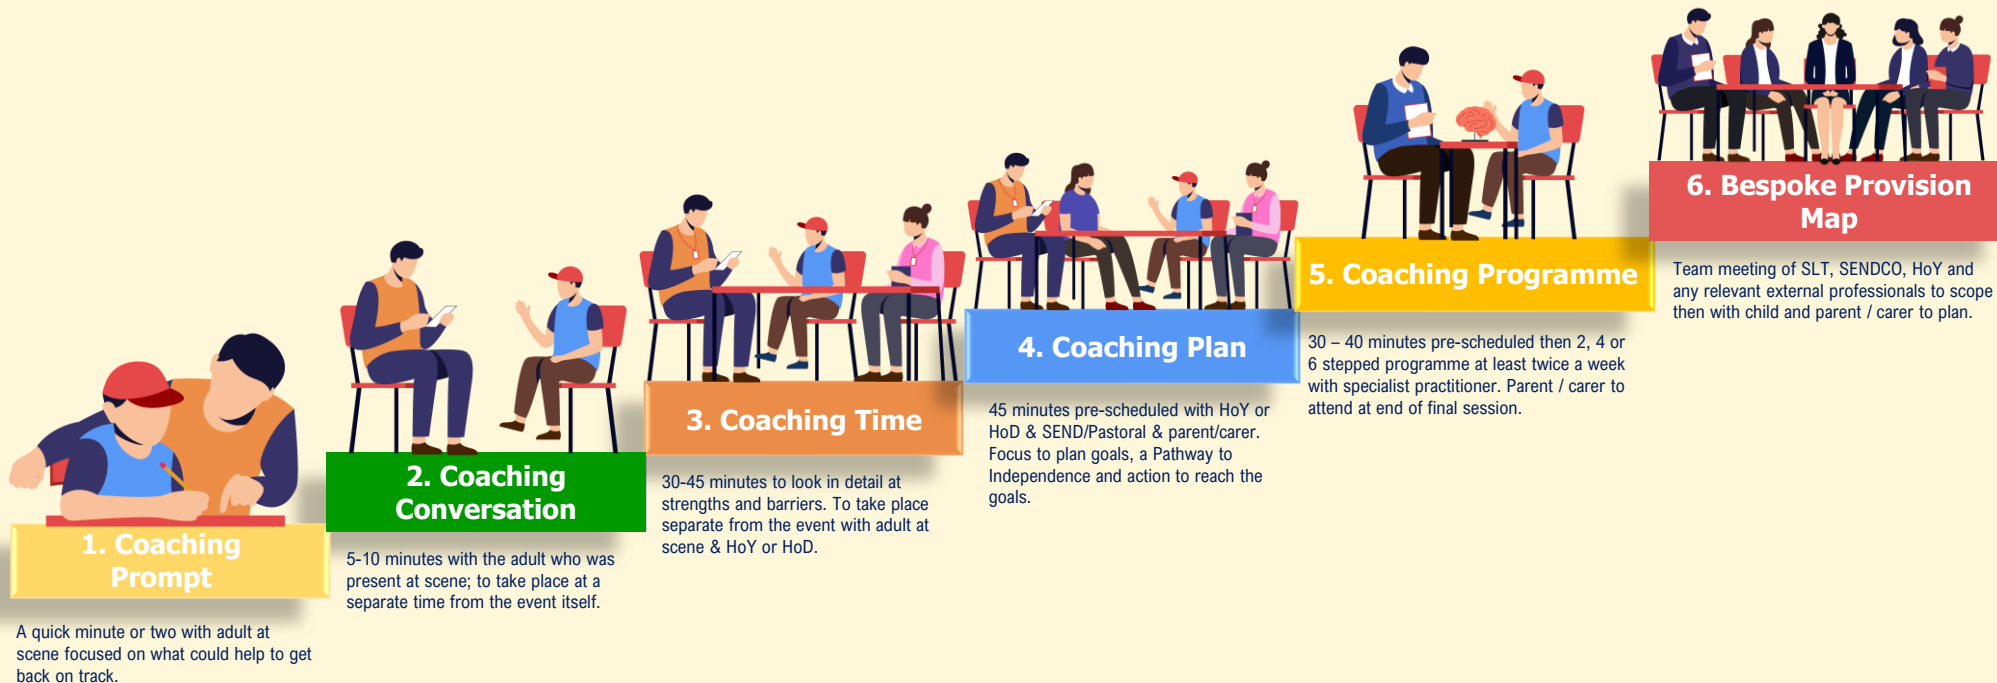 1. Coaching
Prompt
A quick minute or two with adult at
scene focused on what could help to get
back on track.
2. Coaching
Conversation
5-10 minutes with the adult who was
present at scene; to take place at a
separate time from the event itself.
3. Coaching Time
30-45 minutes to look in detail at
strengths and barriers. To take place
separate from the event with adult at
scene & HoY or HoD.
4. Coaching Plan
45 minutes pre-scheduled with HoY or
HoD & SEND/Pastoral & parent/carer.
Focus to plan goals, a Pathway to
Independence and action to reach the
goals.
5. Coaching Programme
30 – 40 minutes pre-scheduled then 2, 4 or
6 stepped programme at least twice a week
with specialist practitioner. Parent / carer to
attend at end of final session.
6. Bespoke Provision
Map
Team meeting of SLT, SENDCO, HoY and
any relevant external professionals to scope
then with child and parent / carer to plan.